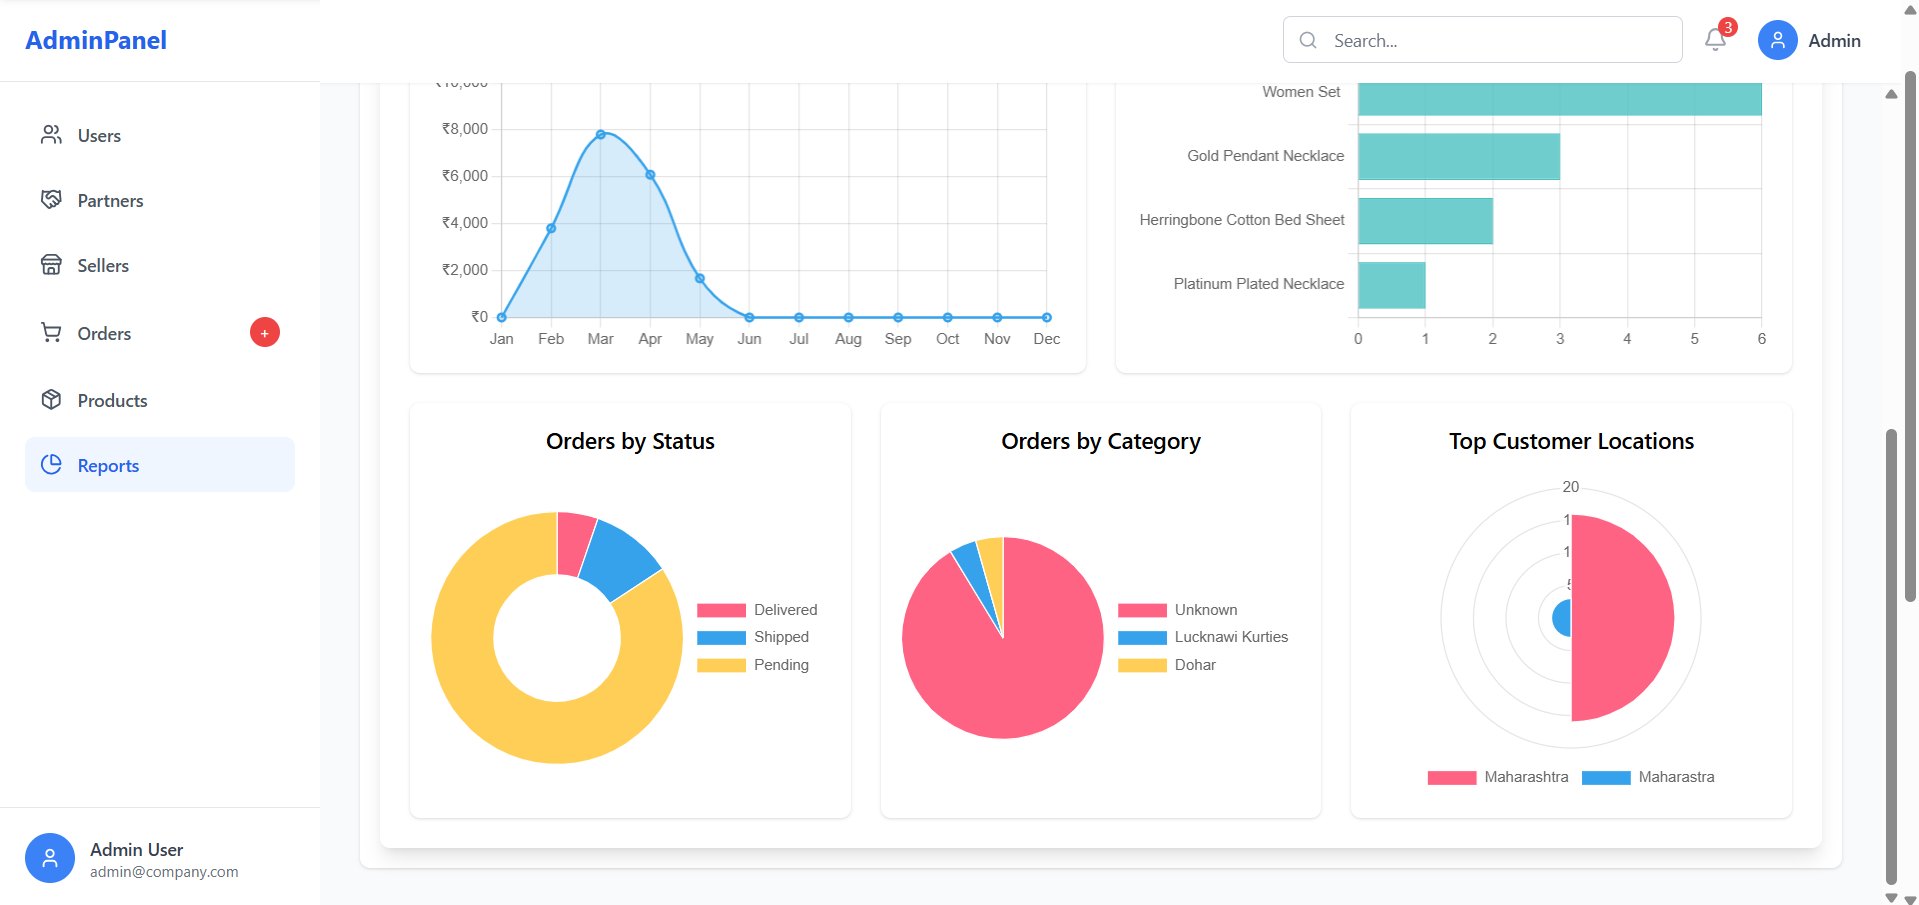 AdminPanel
Search...
3
Admin
Users
Partners
Sellers
Orders
+
Products
Reports
Admin User
admin@company.com
₹10,000
₹8,000
₹6,000
₹4,000
₹2,000
₹0
Jan Feb Mar Apr May Jun Jul Aug Sep Oct Nov Dec
Women Set
Gold Pendant Necklace
Herringbone Cotton Bed Sheet
Platinum Plated Necklace
0 1 2 3 4 5 6
Orders by Status
Delivered
Shipped
Pending
Orders by Category
Unknown
Lucknawi Kurties
Dohar
Top Customer Locations
20
1
1
5
Maharashtra Maharastra